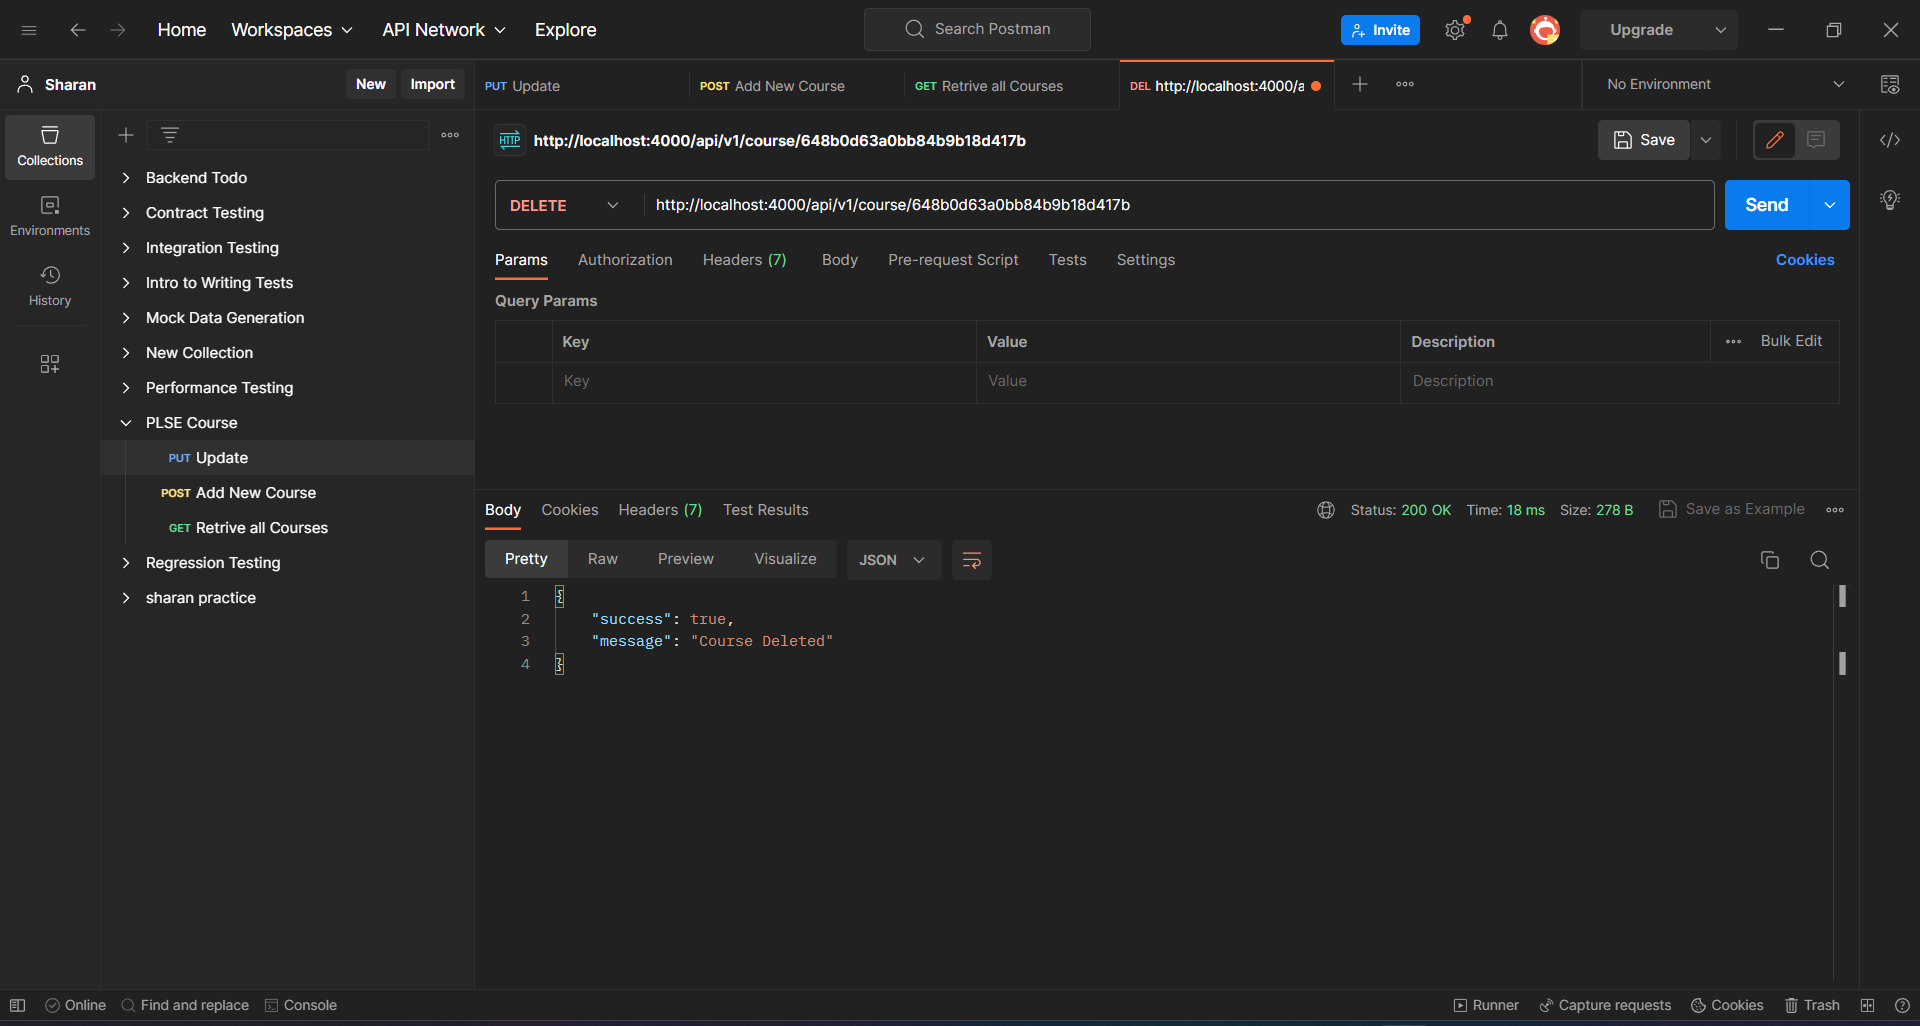 Home Workspaces API Network Explore Search Postman Invite Upgrade
Sharan New Import PUT Update POST Add New Course GET Retrive all Courses DEL http://localhost:4000/a No Environment
Collections
Environments
History
Backend Todo
Contract Testing
Integration Testing
Intro to Writing Tests
Mock Data Generation
New Collection
Performance Testing
PLSE Course
PUT Update
POST Add New Course
GET Retrive all Courses
Regression Testing
sharan practice
HTTP http://localhost:4000/api/v1/course/648b0d63a0bb84b9b18d417b Save
DELETE http://localhost:4000/api/v1/course/648b0d63a0bb84b9b18d417b Send
Params Authorization Headers (7) Body Pre-request Script Tests Settings Cookies
Query Params
Key Value Description Bulk Edit
Key Value Description
Body Cookies Headers (7) Test Results Status: 200 OK Time: 18 ms Size: 278 B Save as Example
Pretty Raw Preview Visualize JSON
1 {
2 "success": true,
3 "message": "Course Deleted"
4 }
Online Find and replace Console Runner Capture requests Cookies Trash